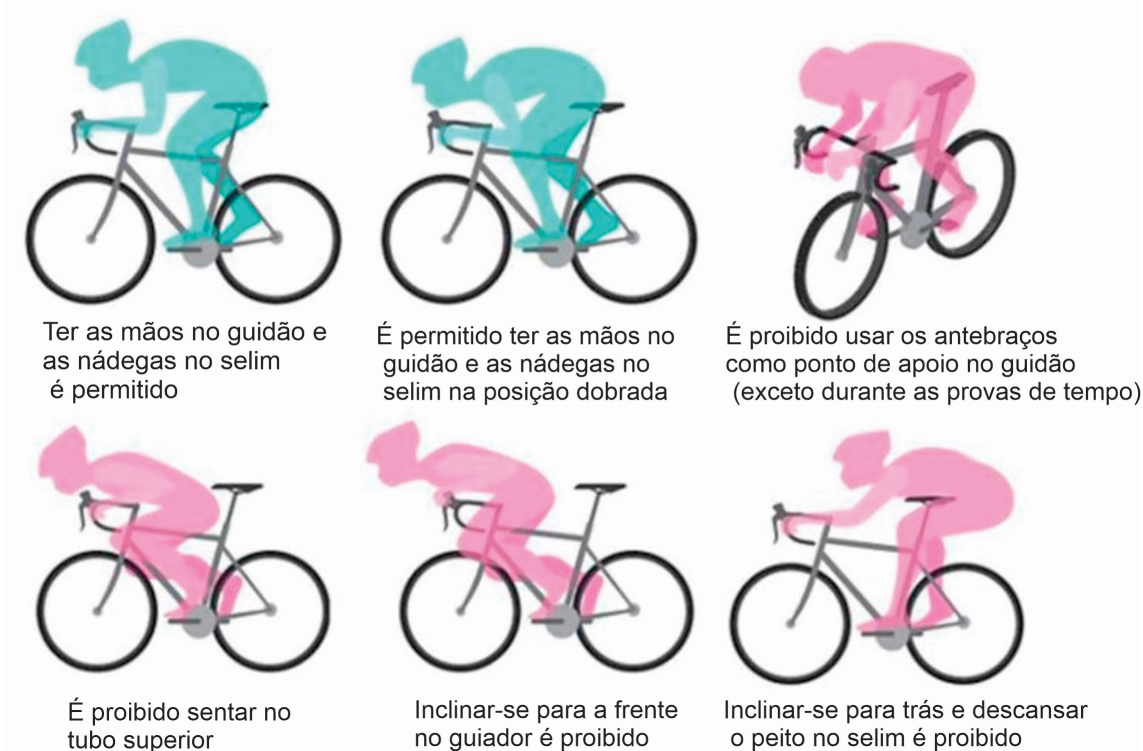 Ter as mãos no guidão e
as nádegas no selim
é permitido
É permitido ter as mãos no
guidão e as nádegas no
selim na posição dobrada
É proibido usar os antebraços
como ponto de apoio no guidão
(exceto durante as provas de tempo)
É proibido sentar no
tubo superior
Inclinar-se para a frente
no guiador é proibido
Inclinar-se para trás e descansar
o peito no selim é proibido